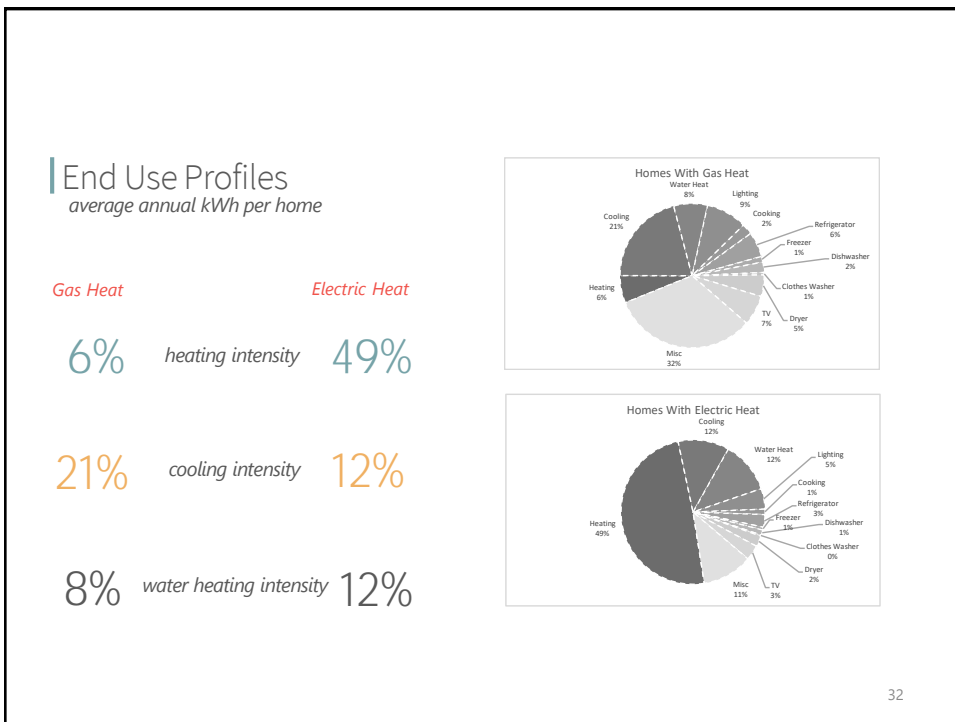 End Use Profiles
average annual kWh per home
Gas Heat
Electric Heat
6%
heating intensity
49%
21%
cooling intensity
12%
8%
water heating intensity
12%
Homes With Gas Heat
Water Heat
8%
Lighting
9%
Cooking
2%
Refrigerator
6%
Freezer
1%
Dishwasher
2%
Clothes Washer
1%
Dryer
5%
TV
7%
Misc
32%
Heating
6%
Cooling
21%
Homes With Electric Heat
Cooling
12%
Water Heat
12%
Lighting
5%
Cooking
1%
Refrigerator
3%
Freezer
1%
Dishwasher
1%
Clothes Washer
0%
Dryer
2%
TV
3%
Misc
11%
Heating
49%
32